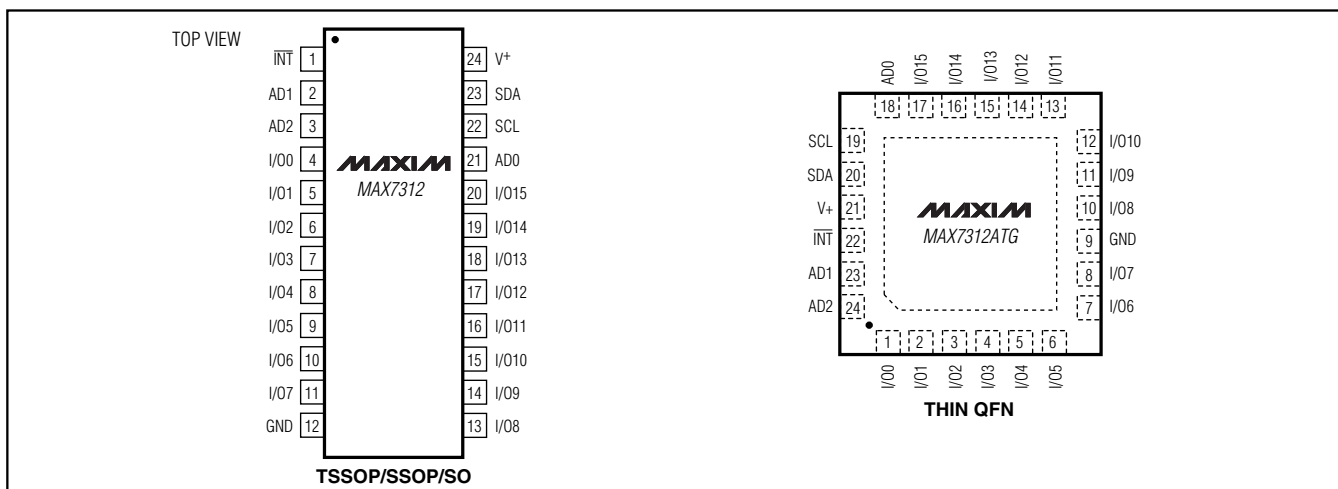 TOP VIEW
INT 1
AD1 2
AD2 3
I/O0 4
I/O1 5
I/O2 6
I/O3 7
I/O4 8
I/O5 9
I/O6 10
I/O7 11
GND 12
MAXIM
MAX7312
24 V+
23 SDA
22 SCL
21 AD0
20 I/O15
19 I/O14
18 I/O13
17 I/O12
16 I/O11
15 I/O10
14 I/O9
13 I/O8
TSSOP/SSOP/SO
AD0 I/O15 I/O14 I/O13 I/O12 I/O11
18 17 16 15 14 13
SCL 19
SDA 20
V+ 21
INT 22
AD1 23
AD2 24
MAXIM
MAX7312ATG
12 I/O10
11 I/O9
10 I/O8
9 GND
8 I/O7
7 I/O6
1 2 3 4 5 6
I/O0 I/O1 I/O2 I/O3 I/O4 I/O5
THIN QFN